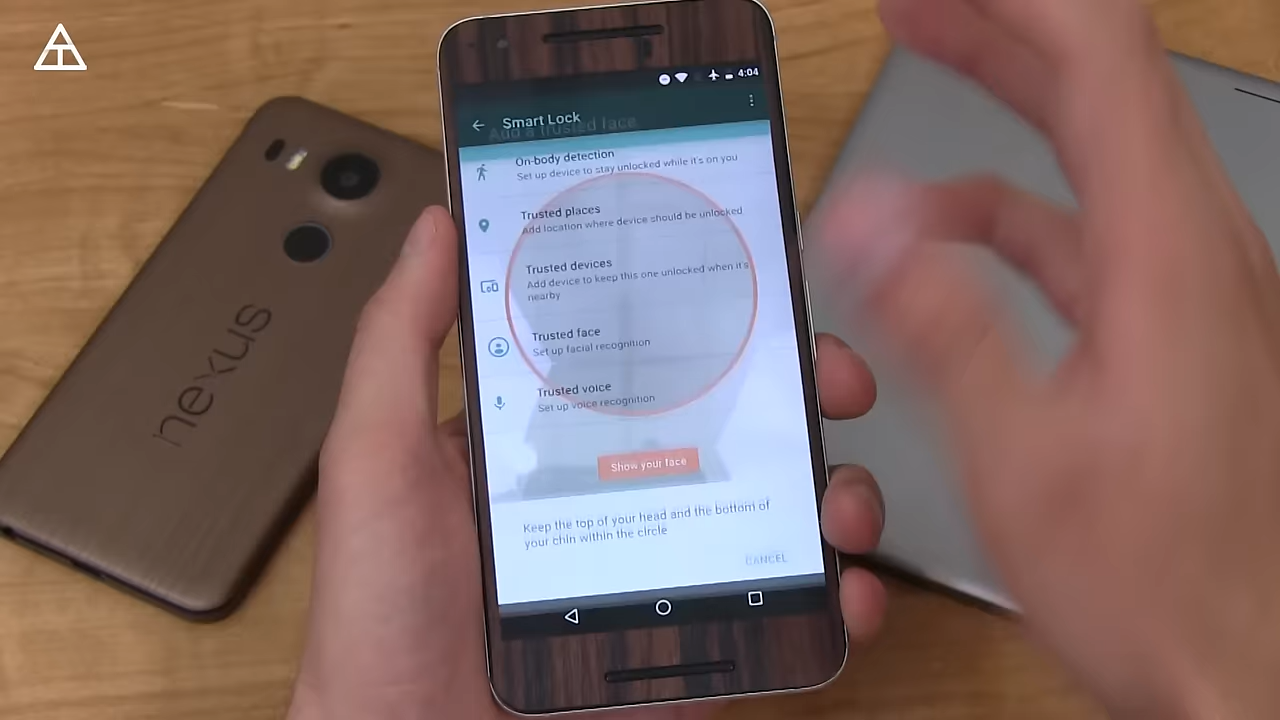 4:04
Smart Lock
Add a trusted face
On-body detection
Set up device to stay unlocked while it's on you
Trusted places
Add location where device should be unlocked
Trusted devices
Add device to keep this one unlocked when it's
nearby
Trusted face
Set up facial recognition
Trusted voice
Set up voice recognition
Show your face
Keep the top of your head and the bottom of
your chin within the circle
CANCEL
nexus